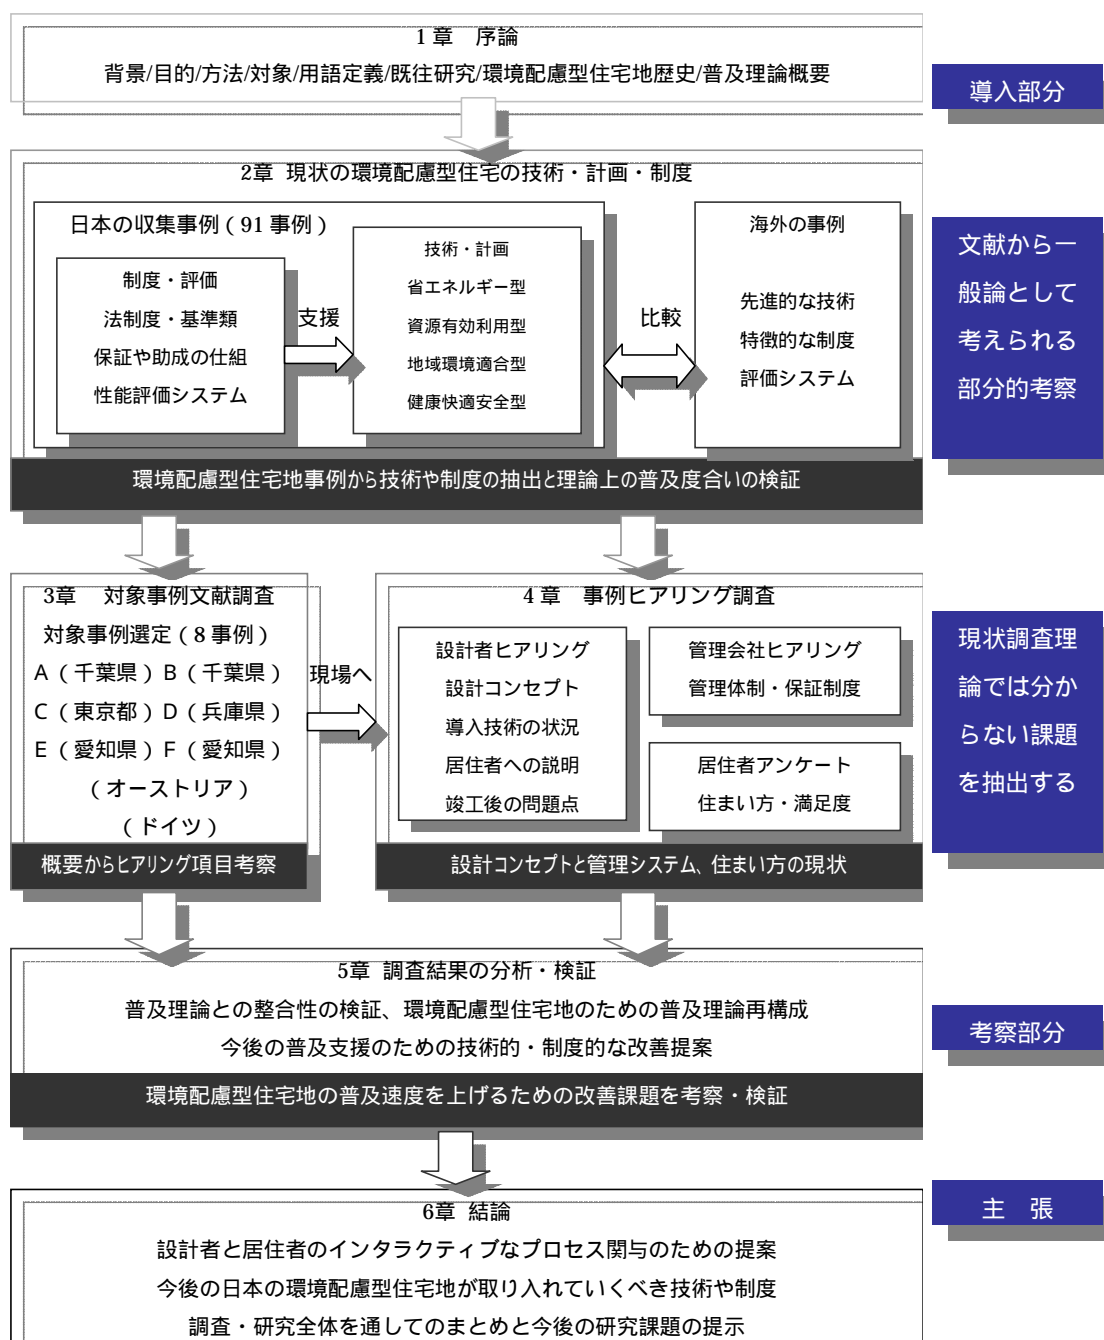 1章　序論
背景/目的/方法/対象/用語定義/既往研究/環境配慮型住宅地歴史/普及理論概要
導入部分
2章 現状の環境配慮型住宅の技術・計画・制度
日本の収集事例（91事例）
制度・評価
法制度・基準類
保証や助成の仕組
性能評価システム
支援
技術・計画
省エネルギー型
資源有効利用型
地域環境適合型
健康快適安全型
比較
海外の事例
先進的な技術
特徴的な制度
評価システム
環境配慮型住宅地事例から技術や制度の抽出と理論上の普及度合いの検証
文献から一
般論として
考えられる
部分的考察
3章　対象事例文献調査
対象事例選定（8事例）
A（千葉県）B（千葉県）
C（東京都）D（兵庫県）
E（愛知県）F（愛知県）
（オーストリア）
（ドイツ）
概要からヒアリング項目考察
現場へ
4章　事例ヒアリング調査
設計者ヒアリング
設計コンセプト
導入技術の状況
居住者への説明
竣工後の問題点
管理会社ヒアリング
管理体制・保証制度
居住者アンケート
住まい方・満足度
設計コンセプトと管理システム、住まい方の現状
現状調査理
論では分か
らない課題
を抽出する
5章 調査結果の分析・検証
普及理論との整合性の検証、環境配慮型住宅地のための普及理論再構成
今後の普及支援のための技術的・制度的な改善提案
環境配慮型住宅地の普及速度を上げるための改善課題を考察・検証
考察部分
6章 結論
設計者と居住者のインタラクティブなプロセス関与のための提案
今後の日本の環境配慮型住宅地が取り入れていくべき技術や制度
調査・研究全体を通してのまとめと今後の研究課題の提示
主　張